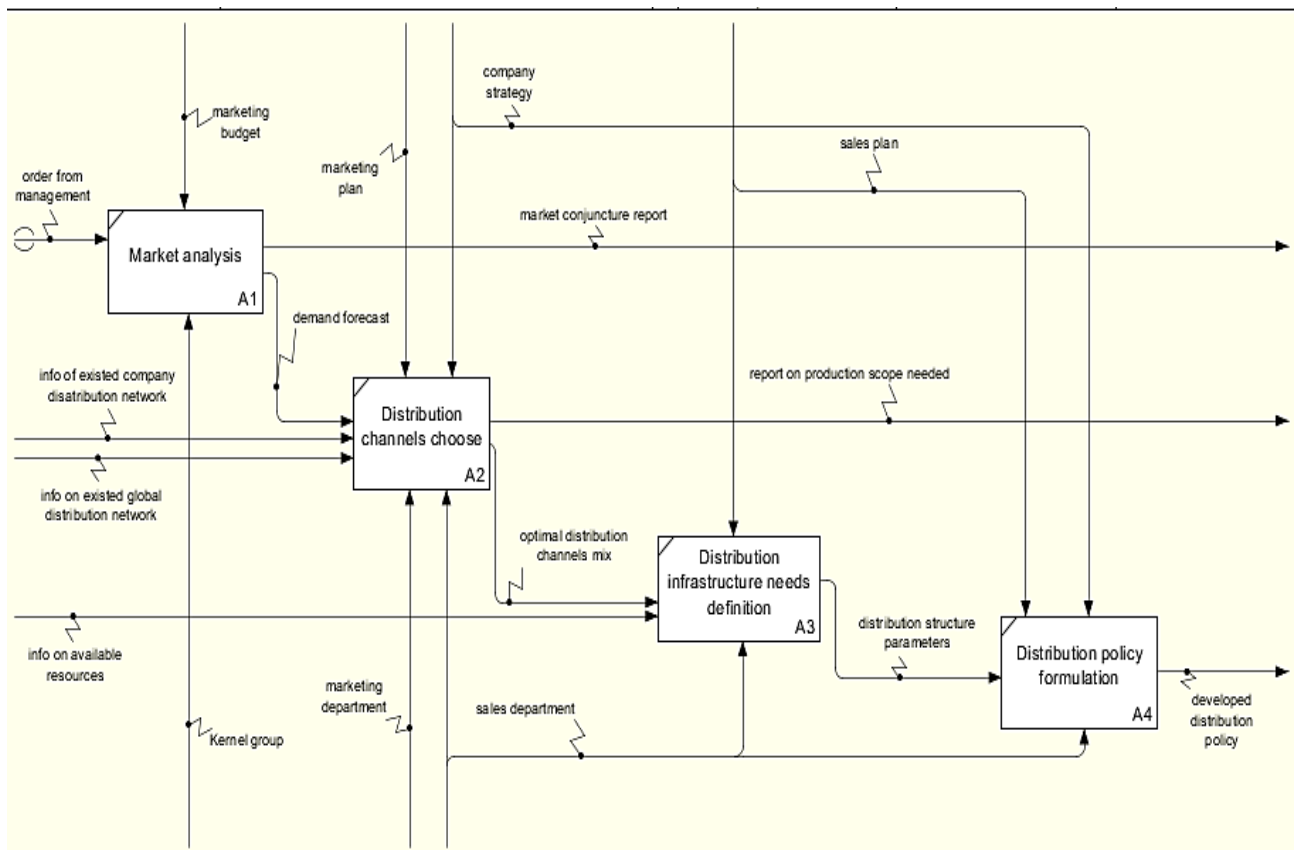 company
strategy
marketing
budget
sales plan
marketing
plan
order from
management
market conjuncture report
Market analysis
A1
demand forecast
info of existed company
disatribution network
report on production scope needed
Distribution
channels choose
A2
info on existed global
distribution network
optimal distribution
channels mix
Distribution
infrastructure needs
definition
A3
distribution structure
parameters
info on available
resources
Distribution policy
formulation
A4
marketing
department
sales department
developed
distribution
policy
Kernel group